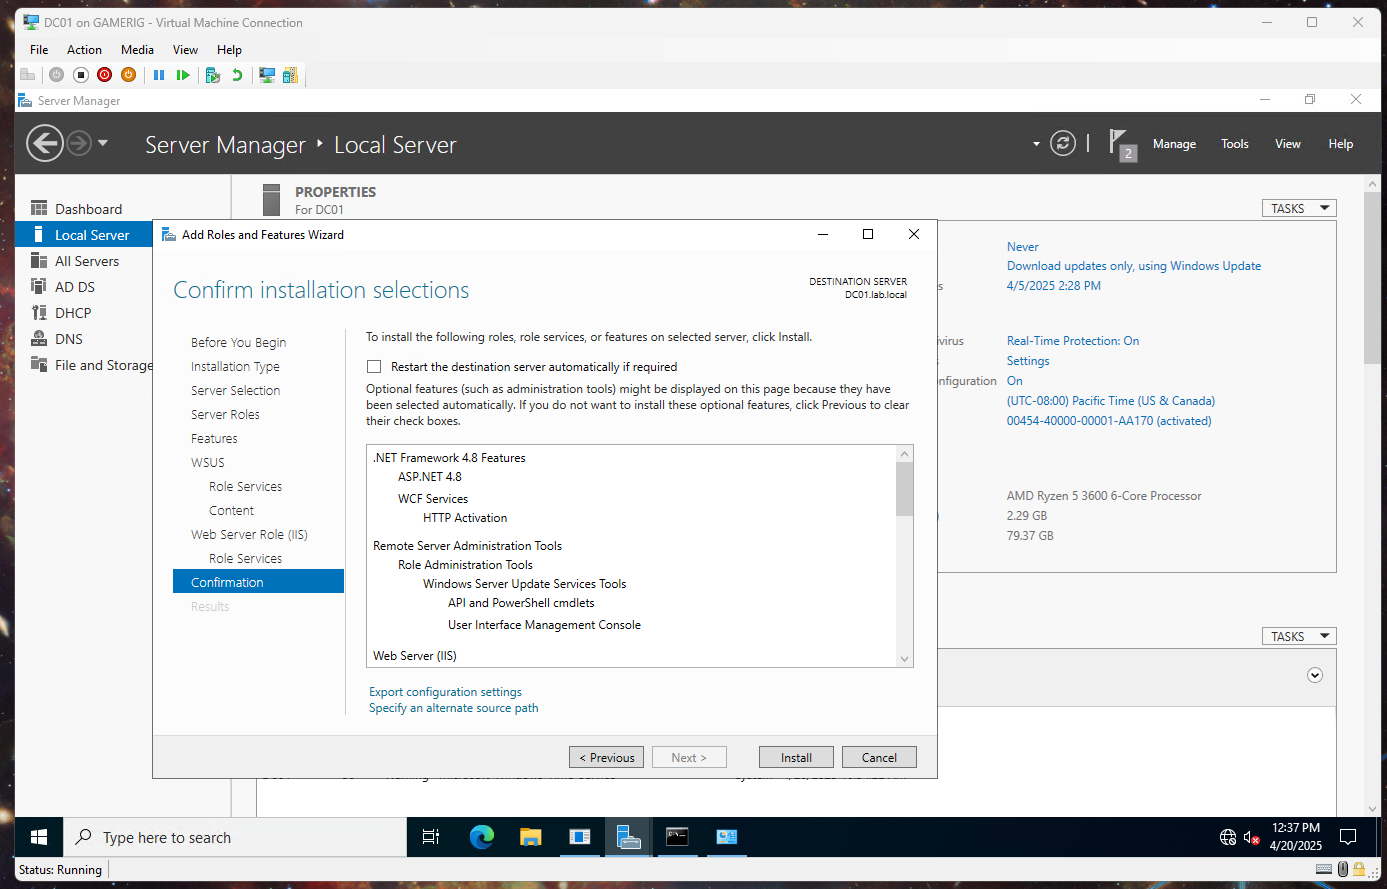 DC01 on GAMERIG - Virtual Machine Connection
File Action Media View Help
Server Manager
Server Manager ‣ Local Server
2 Manage Tools View Help
PROPERTIES
For DC01
TASKS
Dashboard
Local Server
All Servers
AD DS
DHCP
DNS
File and Storage
Add Roles and Features Wizard
Confirm installation selections
DESTINATION SERVER
DC01.lab.local
Before You Begin
Installation Type
Server Selection
Server Roles
Features
WSUS
Role Services
Content
Web Server Role (IIS)
Role Services
Confirmation
Results
To install the following roles, role services, or features on selected server, click Install.
Restart the destination server automatically if required
Optional features (such as administration tools) might be displayed on this page because they have
been selected automatically. If you do not want to install these optional features, click Previous to clear
their check boxes.
.NET Framework 4.8 Features
ASP.NET 4.8
WCF Services
HTTP Activation
Remote Server Administration Tools
Role Administration Tools
Windows Server Update Services Tools
API and PowerShell cmdlets
User Interface Management Console
Web Server (IIS)
Export configuration settings
Specify an alternate source path
< Previous Next > Install Cancel
Never
Download updates only, using Windows Update
4/5/2025 2:28 PM
Real-Time Protection: On
Settings
On
(UTC-08:00) Pacific Time (US & Canada)
00454-40000-00001-AA170 (activated)
AMD Ryzen 5 3600 6-Core Processor
2.29 GB
79.37 GB
TASKS
Type here to search
12:37 PM
4/20/2025
Status: Running